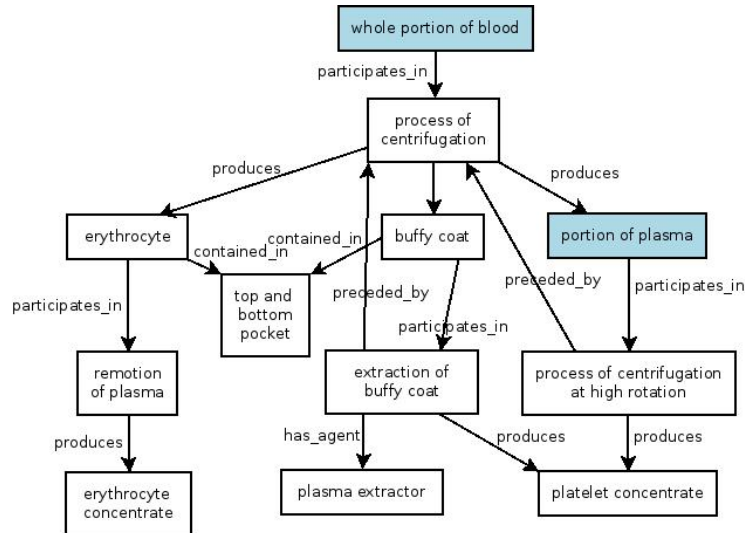 whole portion of blood
participates_in
process of
centrifugation
produces
produces
erythrocyte
buffy coat
portion of plasma
contained_in
contained_in
top and
bottom
pocket
preceded_by
preceded_by
participates_in
participates_in
participates_in
remotion
of plasma
extraction of
buffy coat
process of centrifugation
at high rotation
produces
has_agent
produces
produces
erythrocyte
concentrate
plasma extractor
platelet concentrate